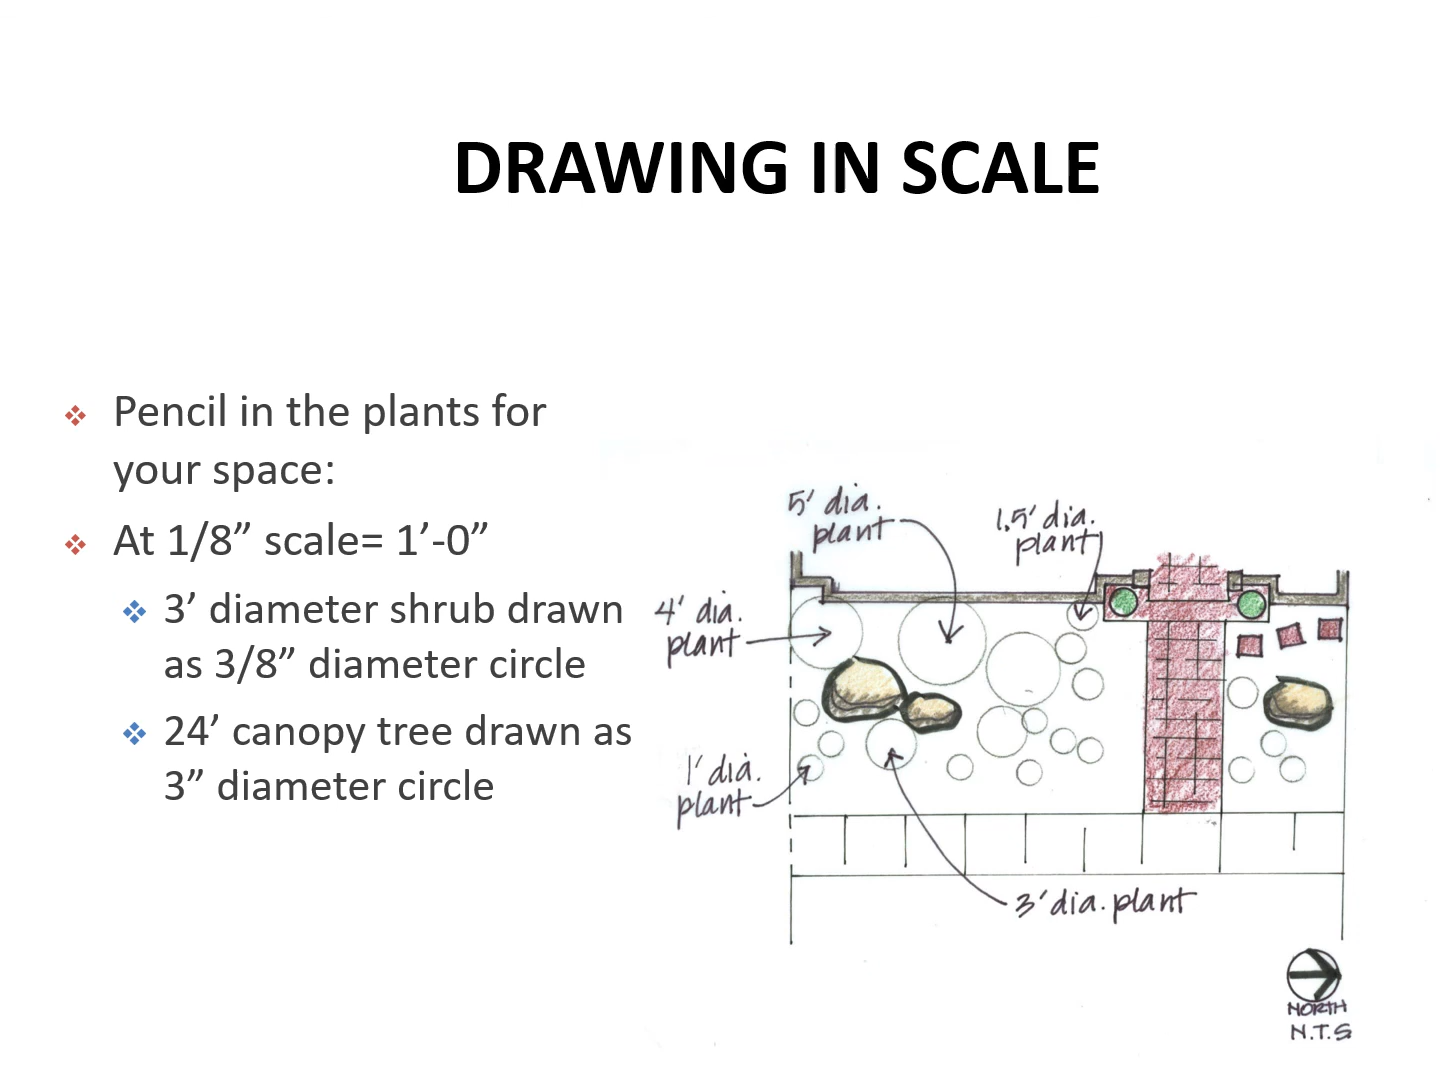 DRAWING IN SCALE
❖ Pencil in the plants for
your space:
❖ At 1/8” scale= 1’-0”
❖ 3’ diameter shrub drawn
as 3/8” diameter circle
❖ 24’ canopy tree drawn as
3” diameter circle
5' dia.
plant
1.5' dia.
plant
4' dia.
plant
1' dia.
plant
3' dia. plant
NORTH
N.T.S